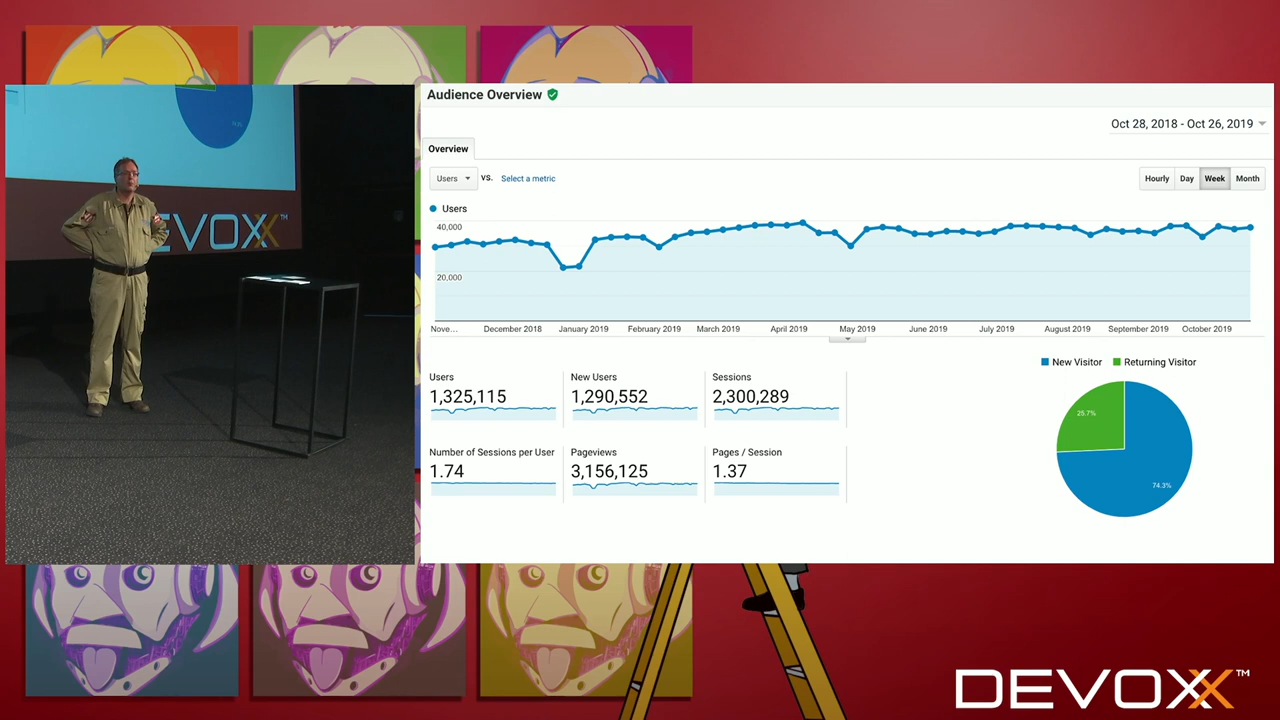 Audience Overview
Oct 28, 2018 - Oct 26, 2019
Overview
Users
VS.
Select a metric
Hourly
Day
Week
Month
Users
40,000
20,000
Nove…
December 2018
January 2019
February 2019
March 2019
April 2019
May 2019
June 2019
July 2019
August 2019
September 2019
October 2019
New Visitor
Returning Visitor
Users
1,325,115
New Users
1,290,552
Sessions
2,300,289
Number of Sessions per User
1.74
Pageviews
3,156,125
Pages / Session
1.37
25.7%
74.3%
EVOXX™
DEVOXX™